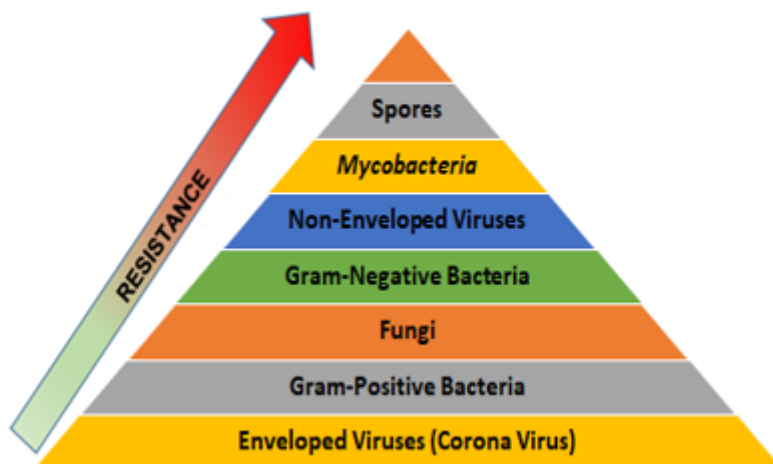 RESISTANCE
Spores
Mycobacteria
Non-Enveloped Viruses
Gram-Negative Bacteria
Fungi
Gram-Positive Bacteria
Enveloped Viruses (Corona Virus)